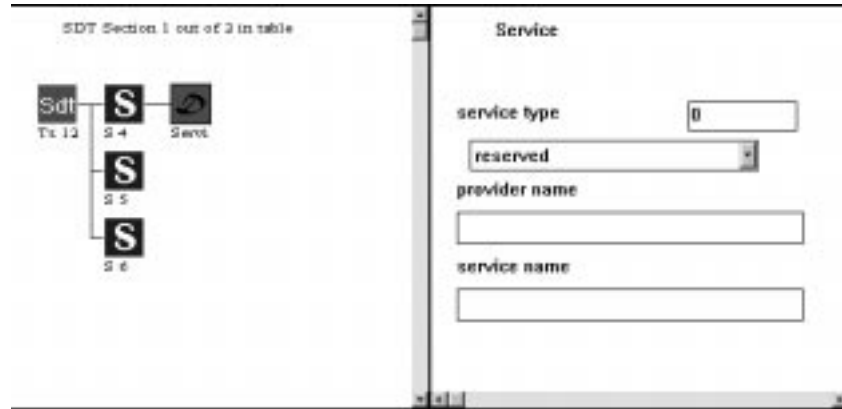 SDT Section 1 out of 2 in table
Sdt S
Ts 12 S 4 Servi
S
S 5
S
S 6
Service
service type 0
reserved
provider name
service name